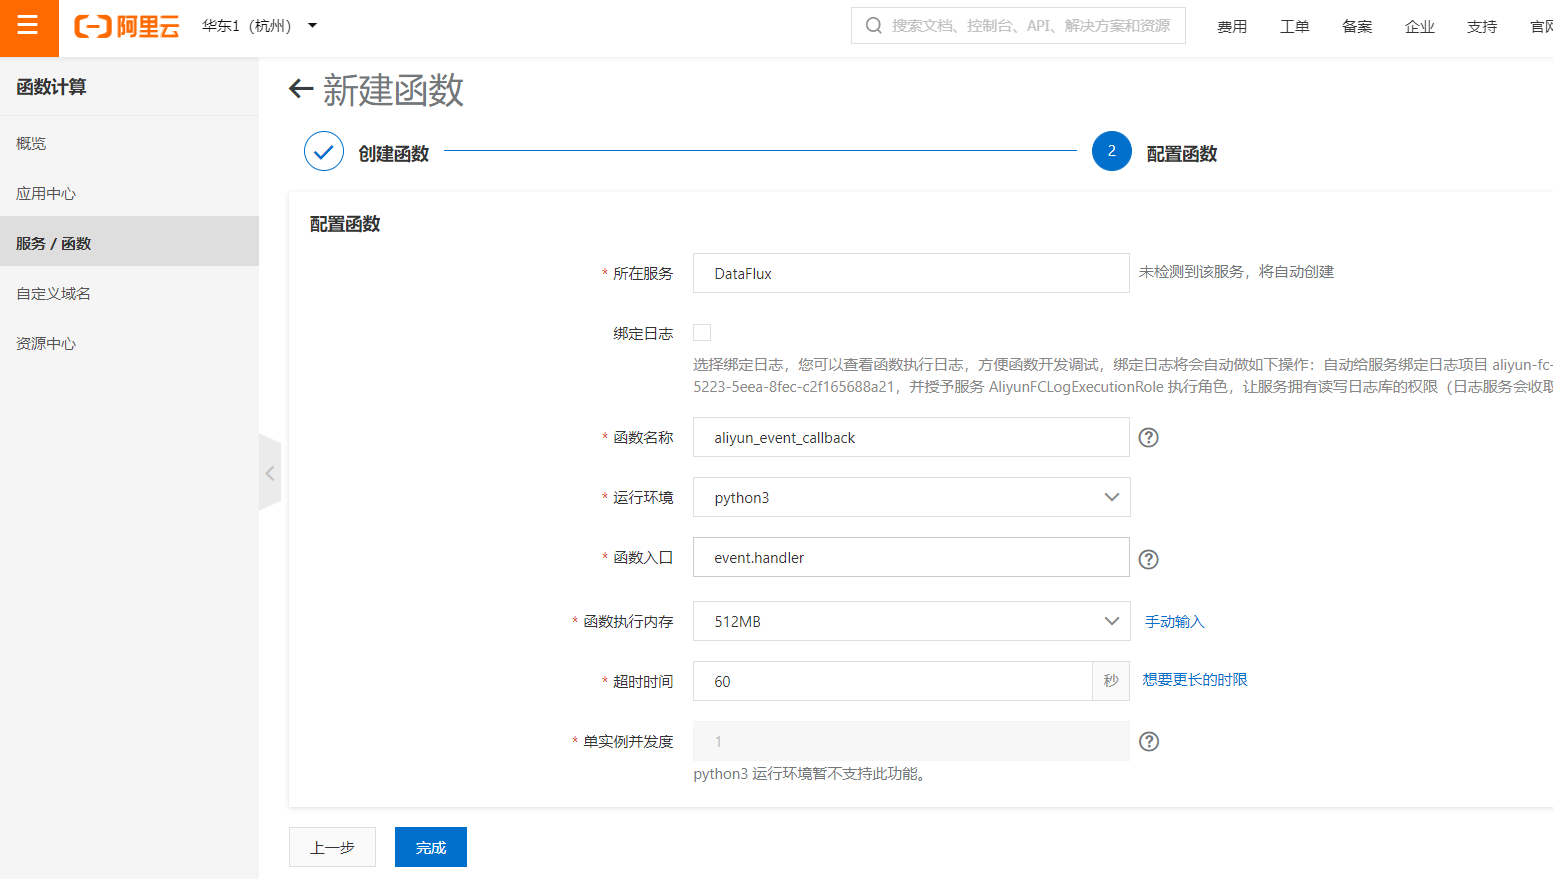 阿里云
华东1（杭州）
搜索文档、控制台、API、解决方案和资源
费用
工单
备案
企业
支持
官网
函数计算
概览
应用中心
服务 / 函数
自定义域名
资源中心
新建函数
创建函数
2
配置函数
配置函数
* 所在服务
DataFlux
未检测到该服务，将自动创建
绑定日志
选择绑定日志，您可以查看函数执行日志，方便函数开发调试，绑定日志将会自动做如下操作：自动给服务绑定日志项目 aliyun-fc-
5223-5eea-8fec-c2f165688a21，并授予服务 AliyunFCLogExecutionRole 执行角色，让服务拥有读写日志库的权限（日志服务会收取
* 函数名称
aliyun_event_callback
* 运行环境
python3
* 函数入口
event.handler
* 函数执行内存
512MB
手动输入
* 超时时间
60
秒
想要更长的时限
* 单实例并发度
1
python3 运行环境暂不支持此功能。
上一步
完成